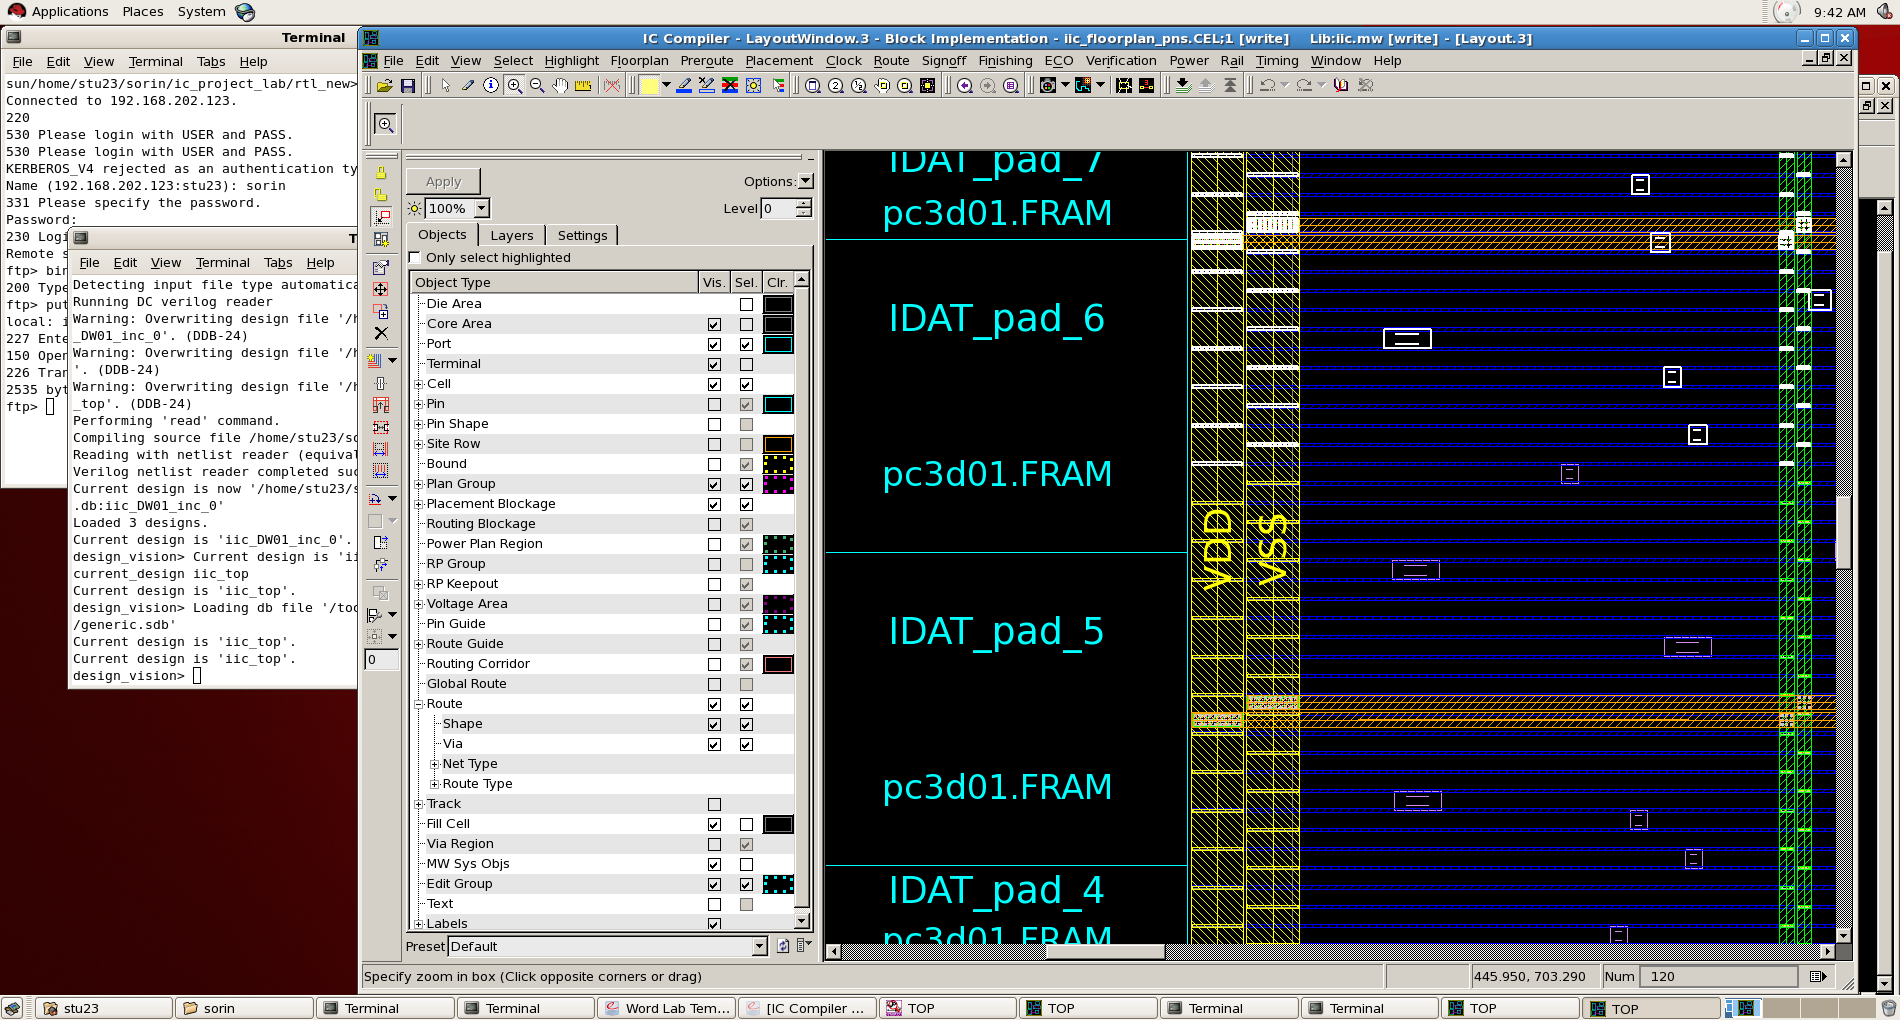 Applications Places System 9:42 AM
Terminal
File Edit View Terminal Tabs Help
sun/home/stu23/sorin/ic_project_lab/rtl_new>
Connected to 192.168.202.123.
220
530 Please login with USER and PASS.
530 Please login with USER and PASS.
KERBEROS_V4 rejected as an authentication ty
Name (192.168.202.123:stu23): sorin
331 Please specify the password.
Password:
230 Logi
Remote s
ftp> bin
200 Type
ftp> put
local: i
227 Ente
150 Open
226 Tran
2535 byt
ftp>
T
File Edit View Terminal Tabs Help
Detecting input file type automatica
Running DC verilog reader
Warning: Overwriting design file '/h
_DW01_inc_0'. (DDB-24)
Warning: Overwriting design file '/h
'. (DDB-24)
Warning: Overwriting design file '/h
_top'. (DDB-24)
Performing 'read' command.
Compiling source file /home/stu23/so
Reading with netlist reader (equival
Verilog netlist reader completed suc
Current design is now '/home/stu23/s
.db:iic_DW01_inc_0'
Loaded 3 designs.
Current design is 'iic_DW01_inc_0'.
design_vision> Current design is 'ii
current_design iic_top
Current design is 'iic_top'.
design_vision> Loading db file '/too
/generic.sdb'
Current design is 'iic_top'.
Current design is 'iic_top'.
design_vision>
IC Compiler - LayoutWindow.3 - Block Implementation - iic_floorplan_pns.CEL;1 [write] Lib:iic.mw [write] - [Layout.3]
File Edit View Select Highlight Floorplan Preroute Placement Clock Route Signoff Finishing ECO Verification Power Rail Timing Window Help
0
Apply Options:
100% Level 0
Objects Layers Settings
Only select highlighted
Object Type Vis. Sel. Clr.
Die Area
Core Area
Port
Terminal
Cell
Pin
Pin Shape
Site Row
Bound
Plan Group
Placement Blockage
Routing Blockage
Power Plan Region
RP Group
RP Keepout
Voltage Area
Pin Guide
Route Guide
Routing Corridor
Global Route
Route
Shape
Via
Net Type
Route Type
Track
Fill Cell
Via Region
MW Sys Objs
Edit Group
Text
Labels
Preset Default
IDAT_pad_7
pc3d01.FRAM
IDAT_pad_6
pc3d01.FRAM
VDD
VSS
IDAT_pad_5
pc3d01.FRAM
IDAT_pad_4
pc3d01.FRAM
Specify zoom in box (Click opposite corners or drag) 445.950, 703.290 Num 120
stu23 sorin Terminal Terminal Word Lab Tem... [IC Compiler ... TOP TOP Terminal Terminal TOP TOP